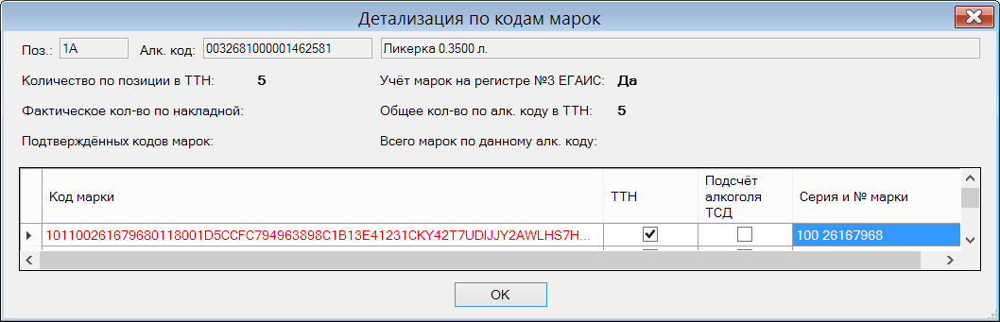 Детализация по кодам марок
Поз.: 1А Алк. код: 0032681000001462581 Ликерка 0.3500 л.
Количество по позиции в ТТН: 5 Учёт марок на регистре №3 ЕГАИС: Да
Фактическое кол-во по накладной: Общее кол-во по алк. коду в ТТН: 5
Подтверждённых кодов марок: Всего марок по данному алк. коду:
Код марки ТТН Подсчёт алкоголя ТСД Серия и № марки
101100261679680118001D5CCFC794963898C1B13E41231CKY42T7UDIJJY2AWLHS7H... 100 26167968
OK